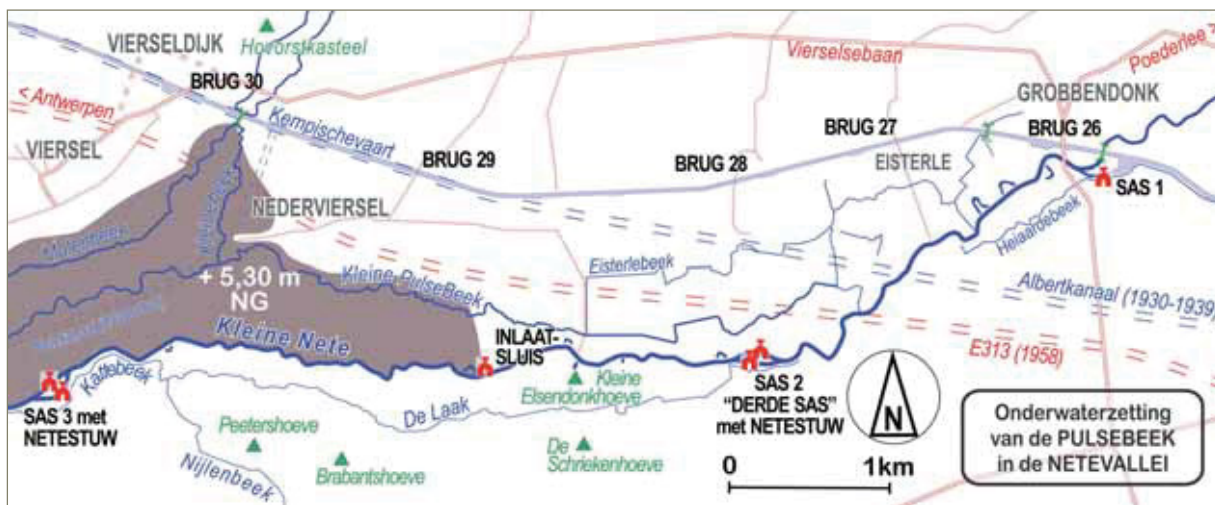 VIERSELDIJK
Hovorstkasteel
BRUG 30
< Antwerpen
Kempischevaart
VIERSEL
BRUG 29
NEDERVIERSEL
Vierselsebaan
Poederlee >
GROBBENDONK
BRUG 27
BRUG 26
BRUG 28
EISTERLE
SAS 1
Heiaardebeek
Molenbeek
+ 5,30 m
NG
Kleine PulseBeek
Eisterlebeek
Albertkanaal (1930-1939)
E313 (1958)
Kleine Nete
INLAAT-
SLUIS
Kattebeek
SAS 3 met
NETESTUW
De Laak
Kleine
Elsendonkhoeve
SAS 2
"DERDE SAS"
met NETESTUW
Peetershoeve
Brabantshoeve
Nijlenbeek
De
Schriekenhoeve
N
0 1km
Onderwaterzetting
van de PULSEBEEK
in de NETEVALLEI